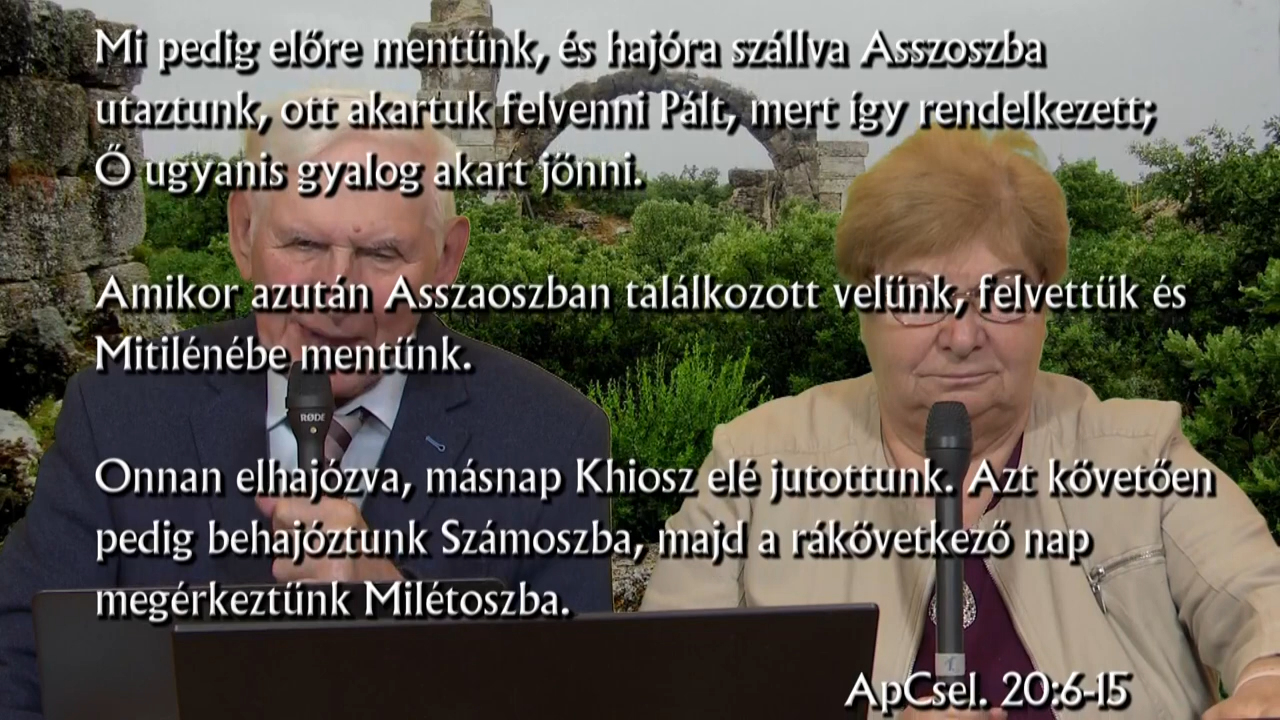 Mi pedig előre mentünk, és hajóra szállva Asszoszba
utaztunk, ott akartuk felvenni Pált, mert így rendelkezett;
Ő ugyanis gyalog akart jönni.
Amikor azután Asszaoszban találkozott velünk, felvettük és
Mitilénébe mentünk.
RØDE
Onnan elhajózva, másnap Khiosz elé jutottunk. Azt követően
pedig behajóztunk Számoszba, majd a rákövetkező nap
megérkeztünk Milétoszba.
ApCsel. 20:6-15